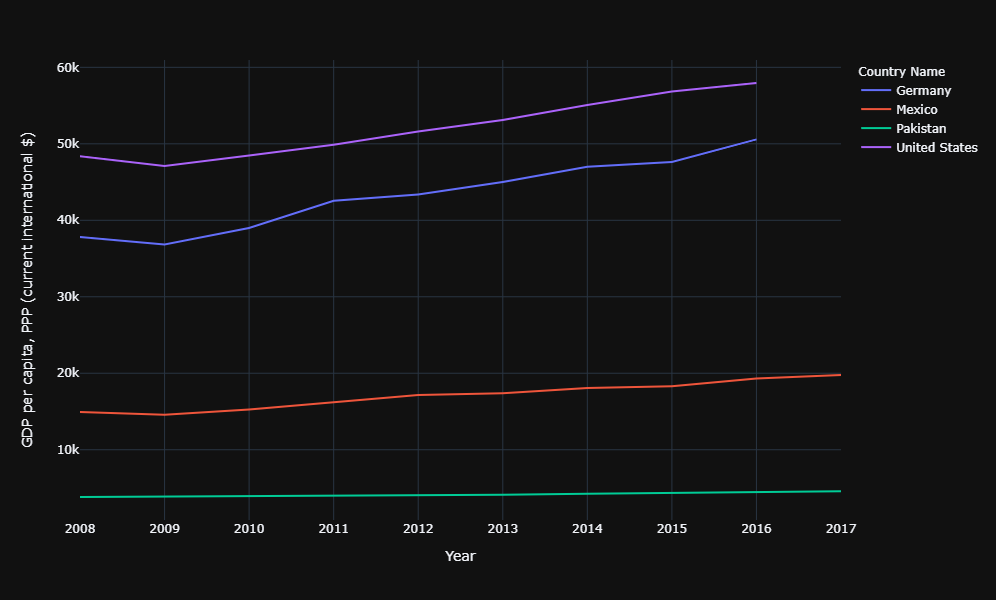 60k
50k
40k
30k
20k
10k
GDP per capita, PPP (current international $)
2008 2009 2010 2011 2012 2013 2014 2015 2016 2017
Year
Country Name
Germany
Mexico
Pakistan
United States